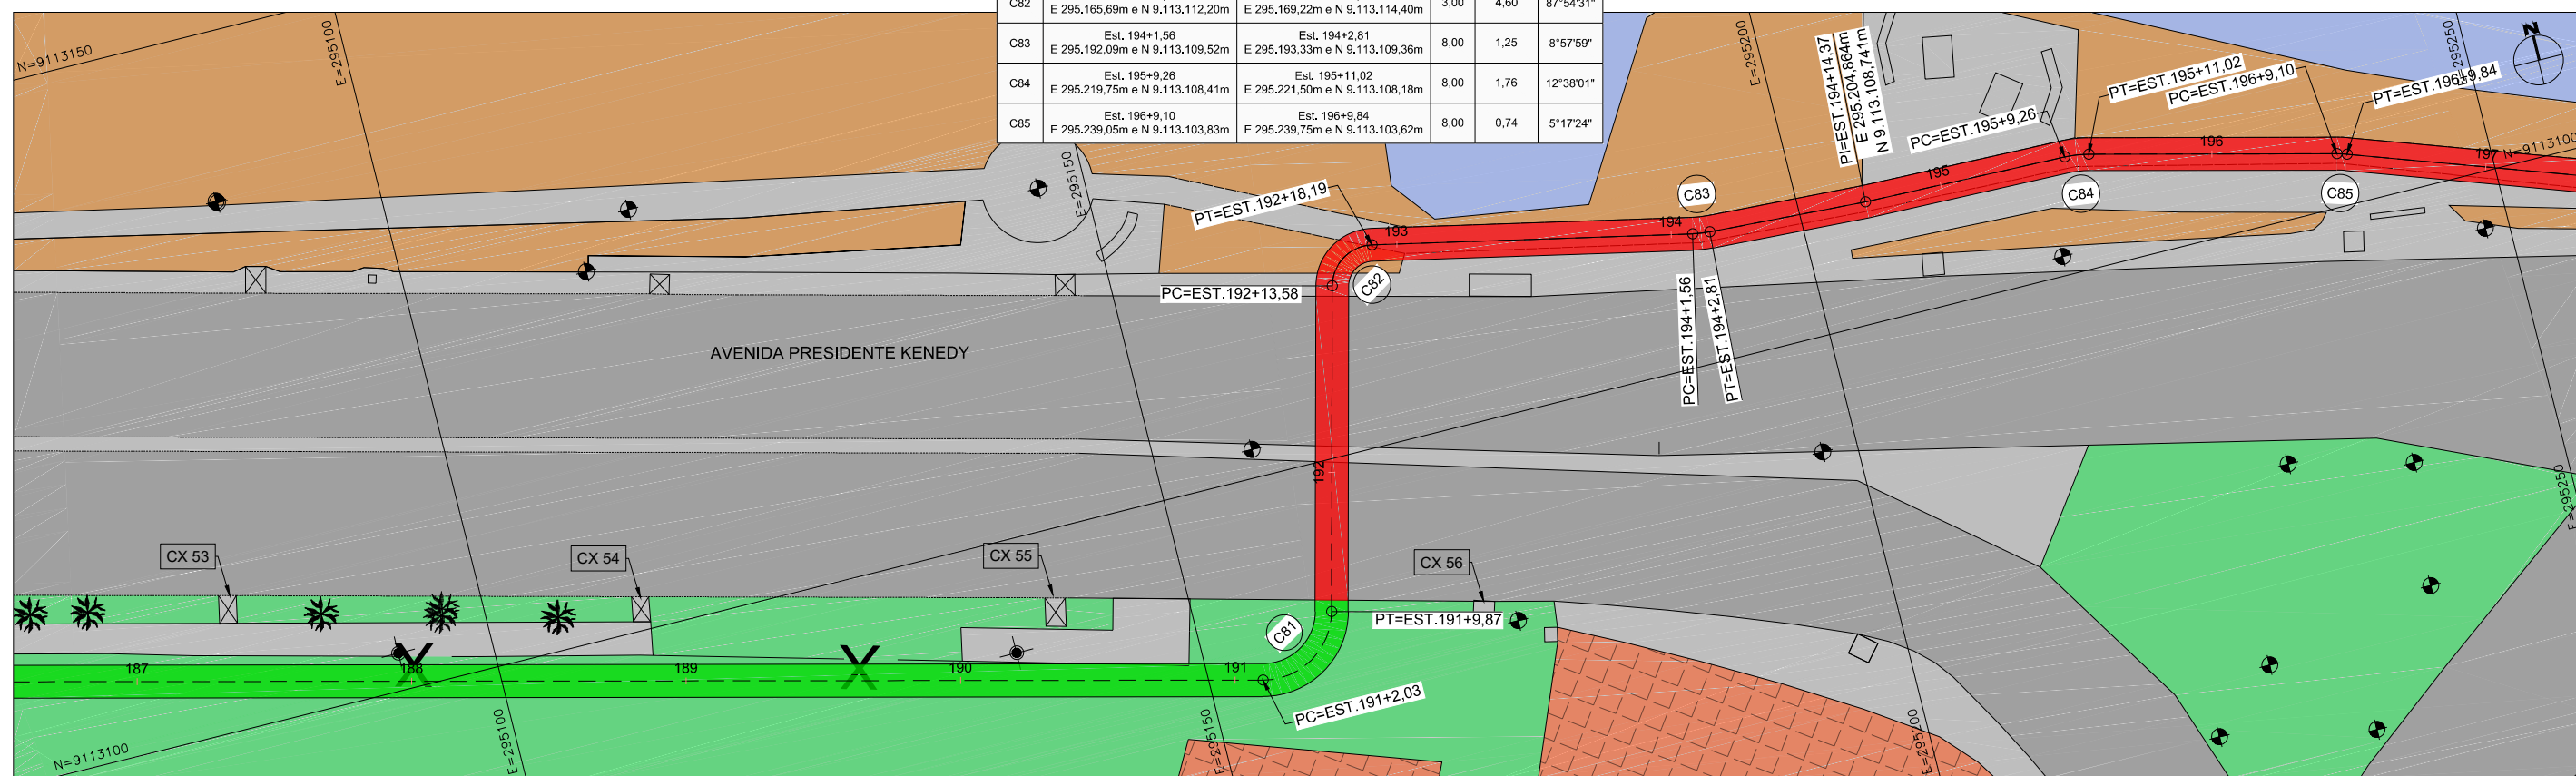 C82 E 295.165,69m e N 9.113.112,20m E 295.169,22m e N 9.113.114,40m 3,00 4,60 87°54'31"
Est. 194+1,56 Est. 194+2,81
C83 E 295.192,09m e N 9.113.109,52m E 295.193,33m e N 9.113.109,36m 8,00 1,25 8°57'59"
Est. 195+9,26 Est. 195+11,02
C84 E 295.219,75m e N 9.113.108,41m E 295.221,50m e N 9.113.108,18m 8,00 1,76 12°38'01"
Est. 196+9,10 Est. 196+9,84
C85 E 295.239,05m e N 9.113.103,83m E 295.239,75m e N 9.113.103,62m 8,00 0,74 5°17'24"
N=9113150
E=295100
E=295150
E=295200
E=295250
N
PI=EST.194+14,37
E 295.204,864m
N 9.113.108,741m
PT=EST.195+11,02
PC=EST.196+9,10
PT=EST.196+9,84
PC=EST.195+9,26
N=9113100
196
197
195
194
193
C83
C84
C85
PT=EST.192+18,19
C82
PC=EST.192+13,58
PC=EST.194+1,56
PT=EST.194+2,81
AVENIDA PRESIDENTE KENEDY
192
CX 53
CX 54
CX 55
CX 56
PT=EST.191+9,87
C81
187
188
189
190
191
PC=EST.191+2,03
N=9113100
E=295100
E=295150
E=295200
E=295250